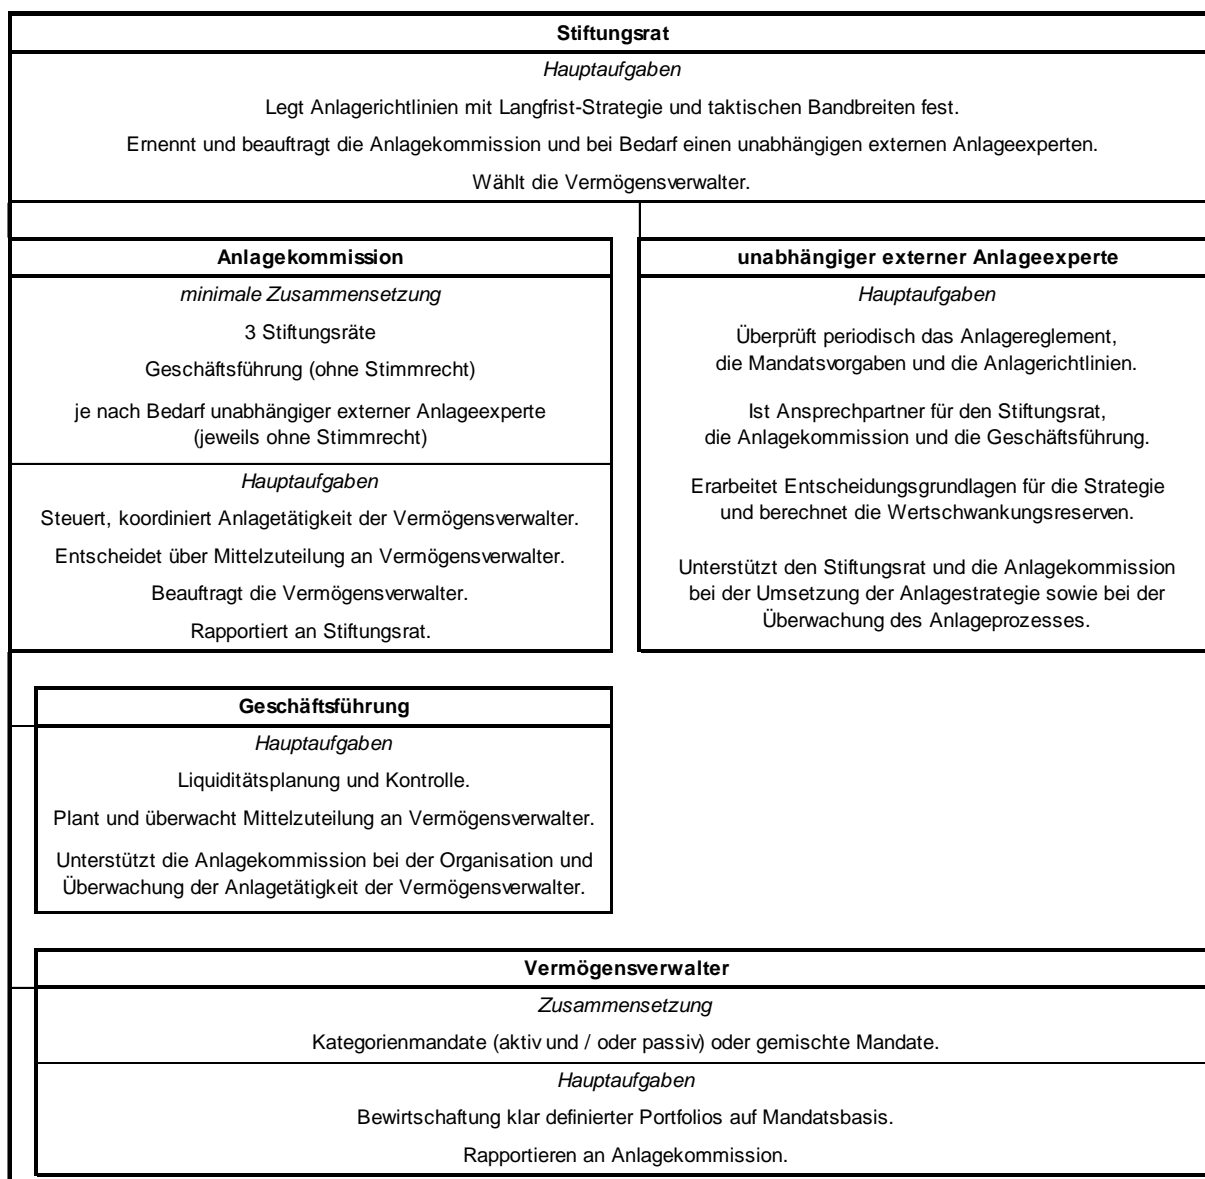 Stiftungsrat
Hauptaufgaben
Legt Anlagerichtlinien mit Langfrist-Strategie und taktischen Bandbreiten fest.
Ernennt und beauftragt die Anlagekommission und bei Bedarf einen unabhängigen externen Anlageexperten.
Wählt die Vermögensverwalter.
Anlagekommission
minimale Zusammensetzung
3 Stiftungsräte
Geschäftsführung (ohne Stimmrecht)
je nach Bedarf unabhängiger externer Anlageexperte
(jeweils ohne Stimmrecht)
Hauptaufgaben
Steuert, koordiniert Anlagetätigkeit der Vermögensverwalter.
Entscheidet über Mittelzuteilung an Vermögensverwalter.
Beauftragt die Vermögensverwalter.
Rapportiert an Stiftungsrat.
unabhängiger externer Anlageexperte
Hauptaufgaben
Überprüft periodisch das Anlagereglement,
die Mandatsvorgaben und die Anlagerichtlinien.
Ist Ansprechpartner für den Stiftungsrat,
die Anlagekommission und die Geschäftsführung.
Erarbeitet Entscheidungsgrundlagen für die Strategie
und berechnet die Wertschwankungsreserven.
Unterstützt den Stiftungsrat und die Anlagekommission
bei der Umsetzung der Anlagestrategie sowie bei der
Überwachung des Anlageprozesses.
Geschäftsführung
Hauptaufgaben
Liquiditätsplanung und Kontrolle.
Plant und überwacht Mittelzuteilung an Vermögensverwalter.
Unterstützt die Anlagekommission bei der Organisation und
Überwachung der Anlagetätigkeit der Vermögensverwalter.
Vermögensverwalter
Zusammensetzung
Kategorienmandate (aktiv und / oder passiv) oder gemischte Mandate.
Hauptaufgaben
Bewirtschaftung klar definierter Portfolios auf Mandatsbasis.
Rapportieren an Anlagekommission.